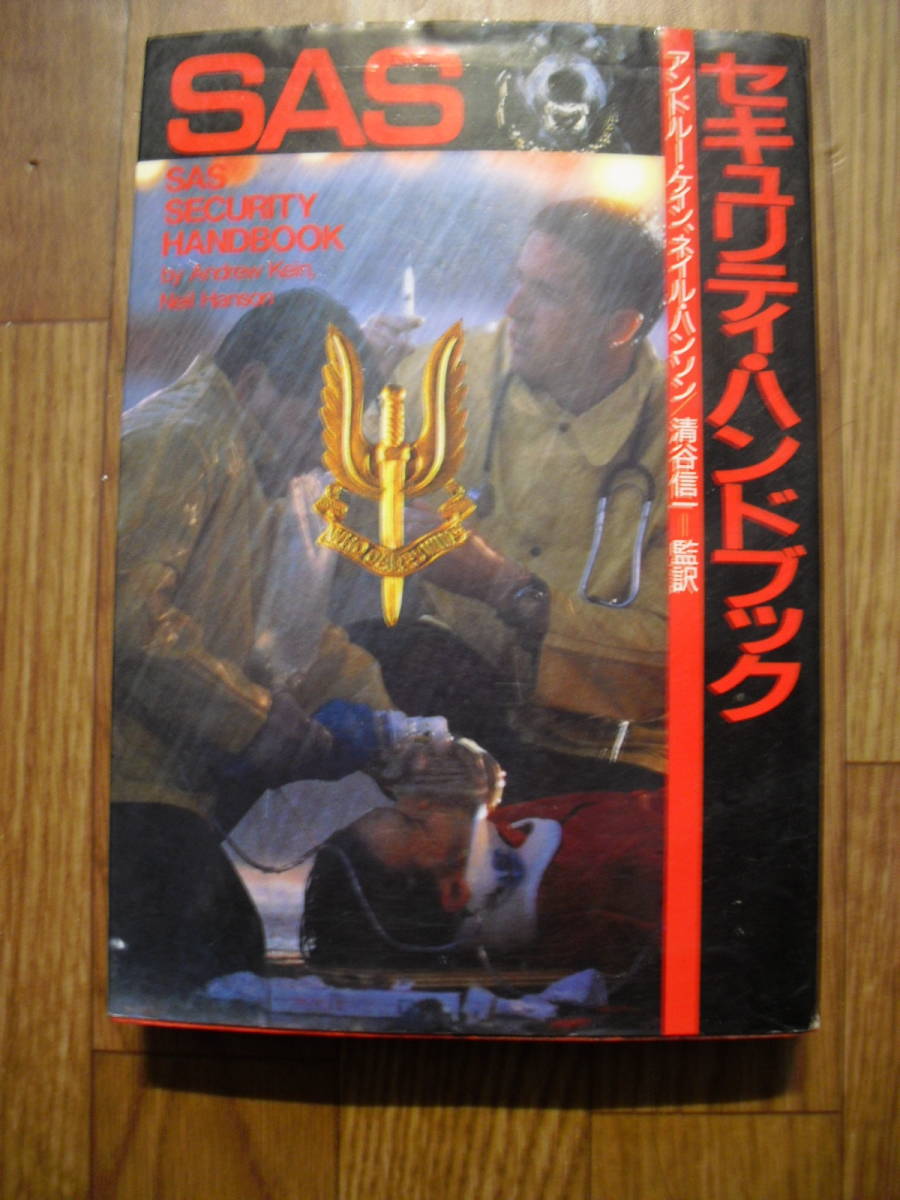 SAS
SAS
SECURITY
HANDBOOK
by Andrew Kain,
Neil Hanson
セキュリティ・ハンドブック
アンドルー・ケイン、ネイル・ハンソン／清谷信一＝監訳
WHO DARES WINS